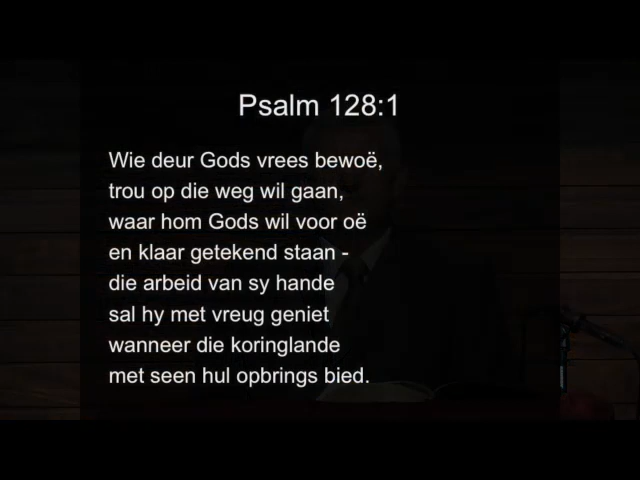 Psalm 128:1
Wie deur Gods vrees bewoë,
trou op die weg wil gaan,
waar hom Gods wil voor oë
en klaar getekend staan -
die arbeid van sy hande
sal hy met vreug geniet
wanneer die koringlande
met seen hul opbrings bied.